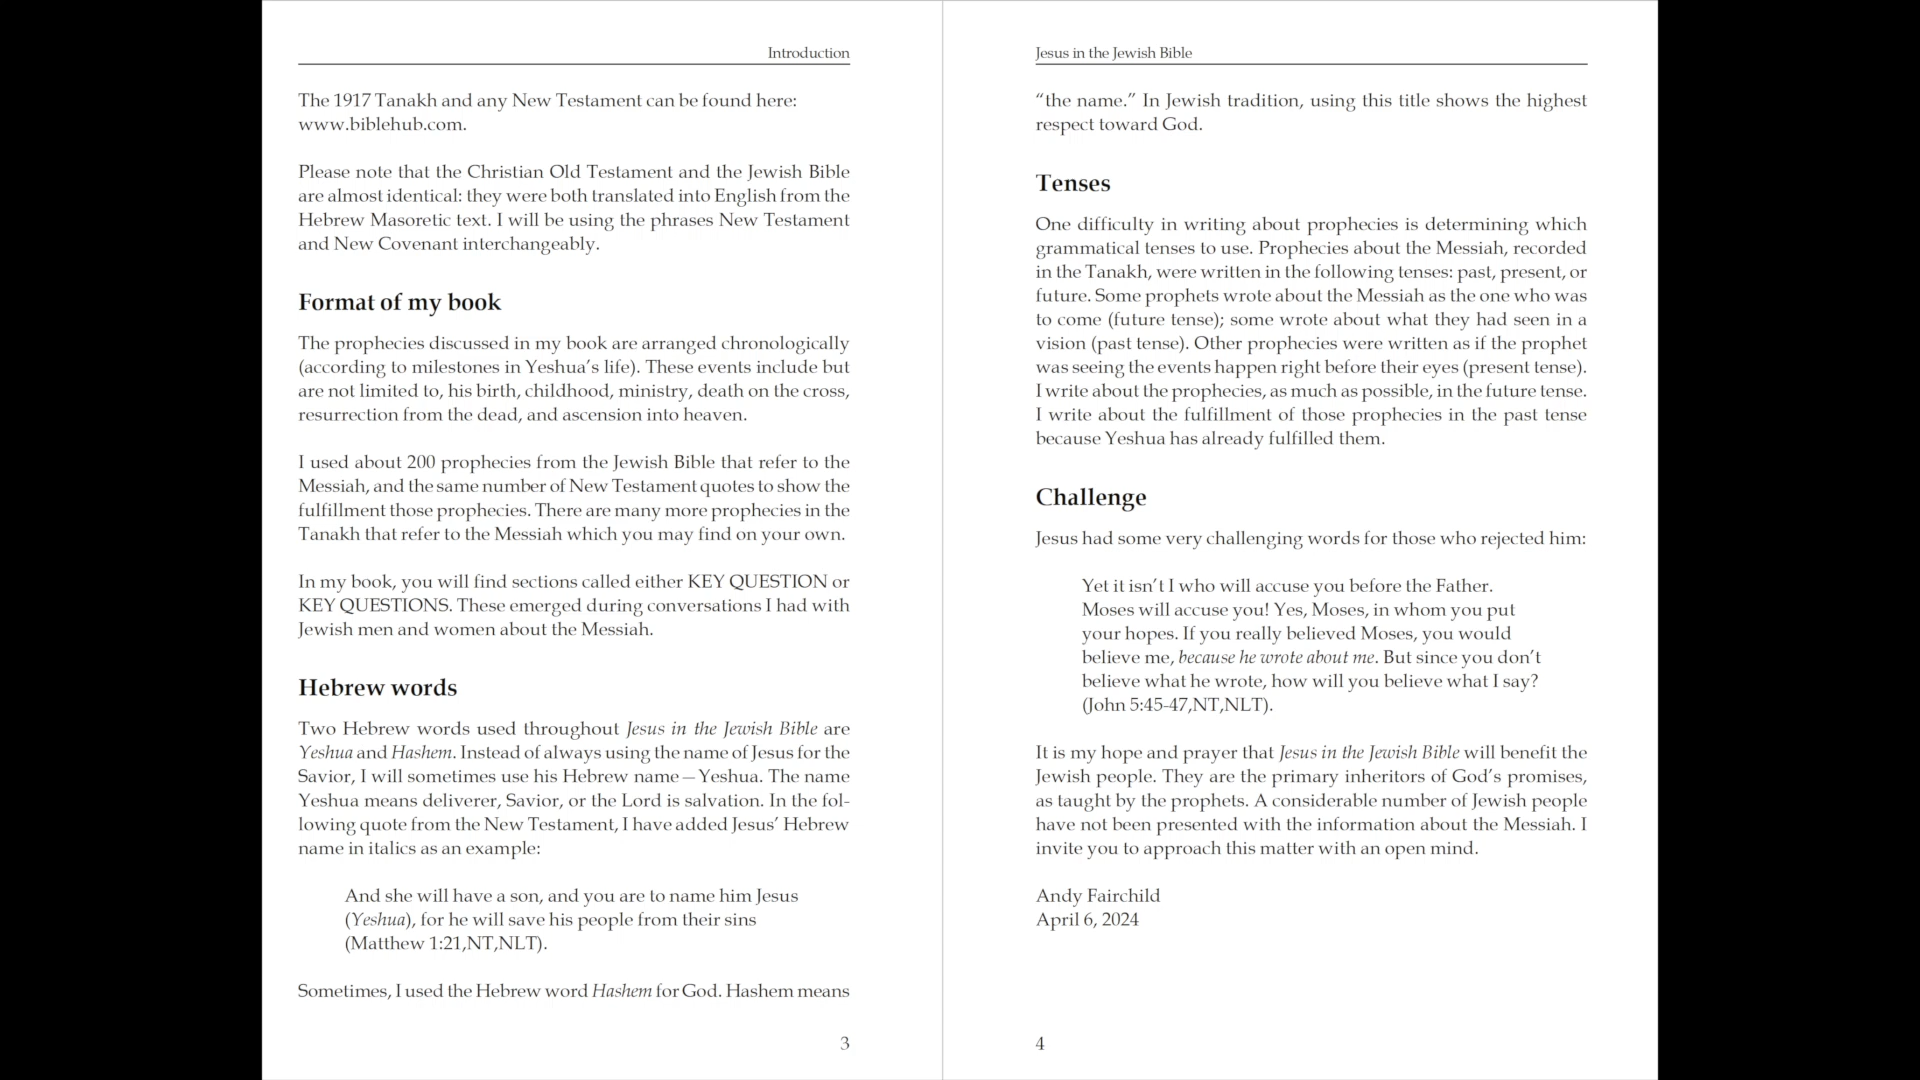 Introduction
The 1917 Tanakh and any New Testament can be found here:
www.biblehub.com.
Please note that the Christian Old Testament and the Jewish Bible
are almost identical: they were both translated into English from the
Hebrew Masoretic text. I will be using the phrases New Testament
and New Covenant interchangeably.
Format of my book
The prophecies discussed in my book are arranged chronologically
(according to milestones in Yeshua’s life). These events include but
are not limited to, his birth, childhood, ministry, death on the cross,
resurrection from the dead, and ascension into heaven.
I used about 200 prophecies from the Jewish Bible that refer to the
Messiah, and the same number of New Testament quotes to show the
fulfillment those prophecies. There are many more prophecies in the
Tanakh that refer to the Messiah which you may find on your own.
In my book, you will find sections called either KEY QUESTION or
KEY QUESTIONS. These emerged during conversations I had with
Jewish men and women about the Messiah.
Hebrew words
Two Hebrew words used throughout Jesus in the Jewish Bible are
Yeshua and Hashem. Instead of always using the name of Jesus for the
Savior, I will sometimes use his Hebrew name—Yeshua. The name
Yeshua means deliverer, Savior, or the Lord is salvation. In the fol-
lowing quote from the New Testament, I have added Jesus’ Hebrew
name in italics as an example:
And she will have a son, and you are to name him Jesus
(Yeshua), for he will save his people from their sins
(Matthew 1:21,NT,NLT).
Sometimes, I used the Hebrew word Hashem for God. Hashem means
3
Jesus in the Jewish Bible
“the name.” In Jewish tradition, using this title shows the highest
respect toward God.
Tenses
One difficulty in writing about prophecies is determining which
grammatical tenses to use. Prophecies about the Messiah, recorded
in the Tanakh, were written in the following tenses: past, present, or
future. Some prophets wrote about the Messiah as the one who was
to come (future tense); some wrote about what they had seen in a
vision (past tense). Other prophecies were written as if the prophet
was seeing the events happen right before their eyes (present tense).
I write about the prophecies, as much as possible, in the future tense.
I write about the fulfillment of those prophecies in the past tense
because Yeshua has already fulfilled them.
Challenge
Jesus had some very challenging words for those who rejected him:
Yet it isn’t I who will accuse you before the Father.
Moses will accuse you! Yes, Moses, in whom you put
your hopes. If you really believed Moses, you would
believe me, because he wrote about me. But since you don’t
believe what he wrote, how will you believe what I say?
(John 5:45-47,NT,NLT).
It is my hope and prayer that Jesus in the Jewish Bible will benefit the
Jewish people. They are the primary inheritors of God’s promises,
as taught by the prophets. A considerable number of Jewish people
have not been presented with the information about the Messiah. I
invite you to approach this matter with an open mind.
Andy Fairchild
April 6, 2024
4